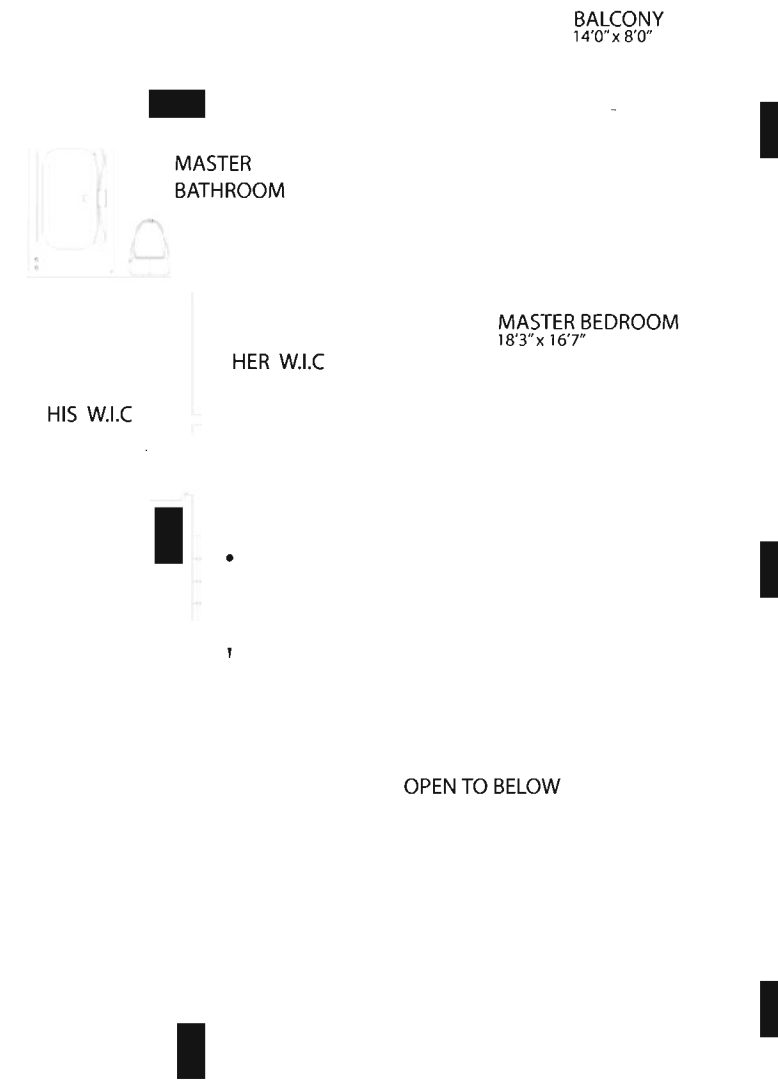 BALCONY
14'0" x 8'0"
MASTER
BATHROOM
MASTER BEDROOM
18'3" x 16'7"
HER W.I.C
HIS W.I.C
OPEN TO BELOW